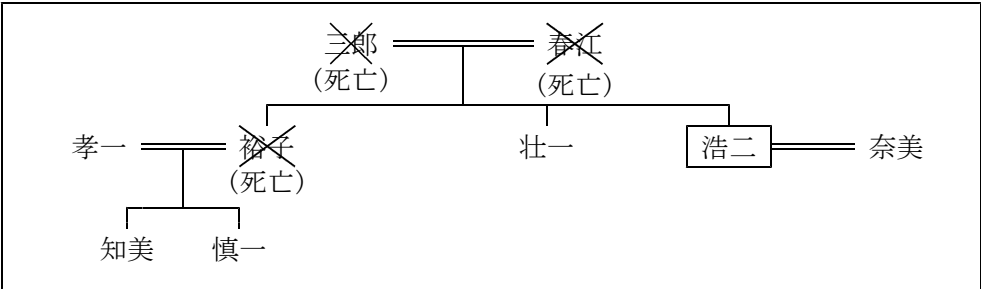 三郎 春江
(死亡) (死亡)
孝一 裕子 壮一 浩二 奈美
(死亡)
知美 慎一